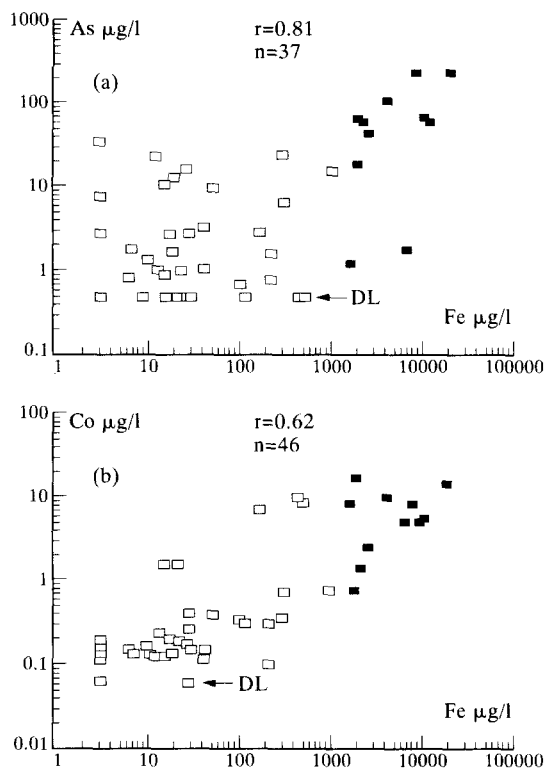 1000
As µg/l
r=0.81
n=37
(a)
100
10
1
DL
Fe µg/l
0.1
1 10 100 1000 10000 100000
100
Co µg/l
r=0.62
n=46
(b)
10
1
0.1
DL
Fe µg/l
0.01
1 10 100 1000 10000 100000